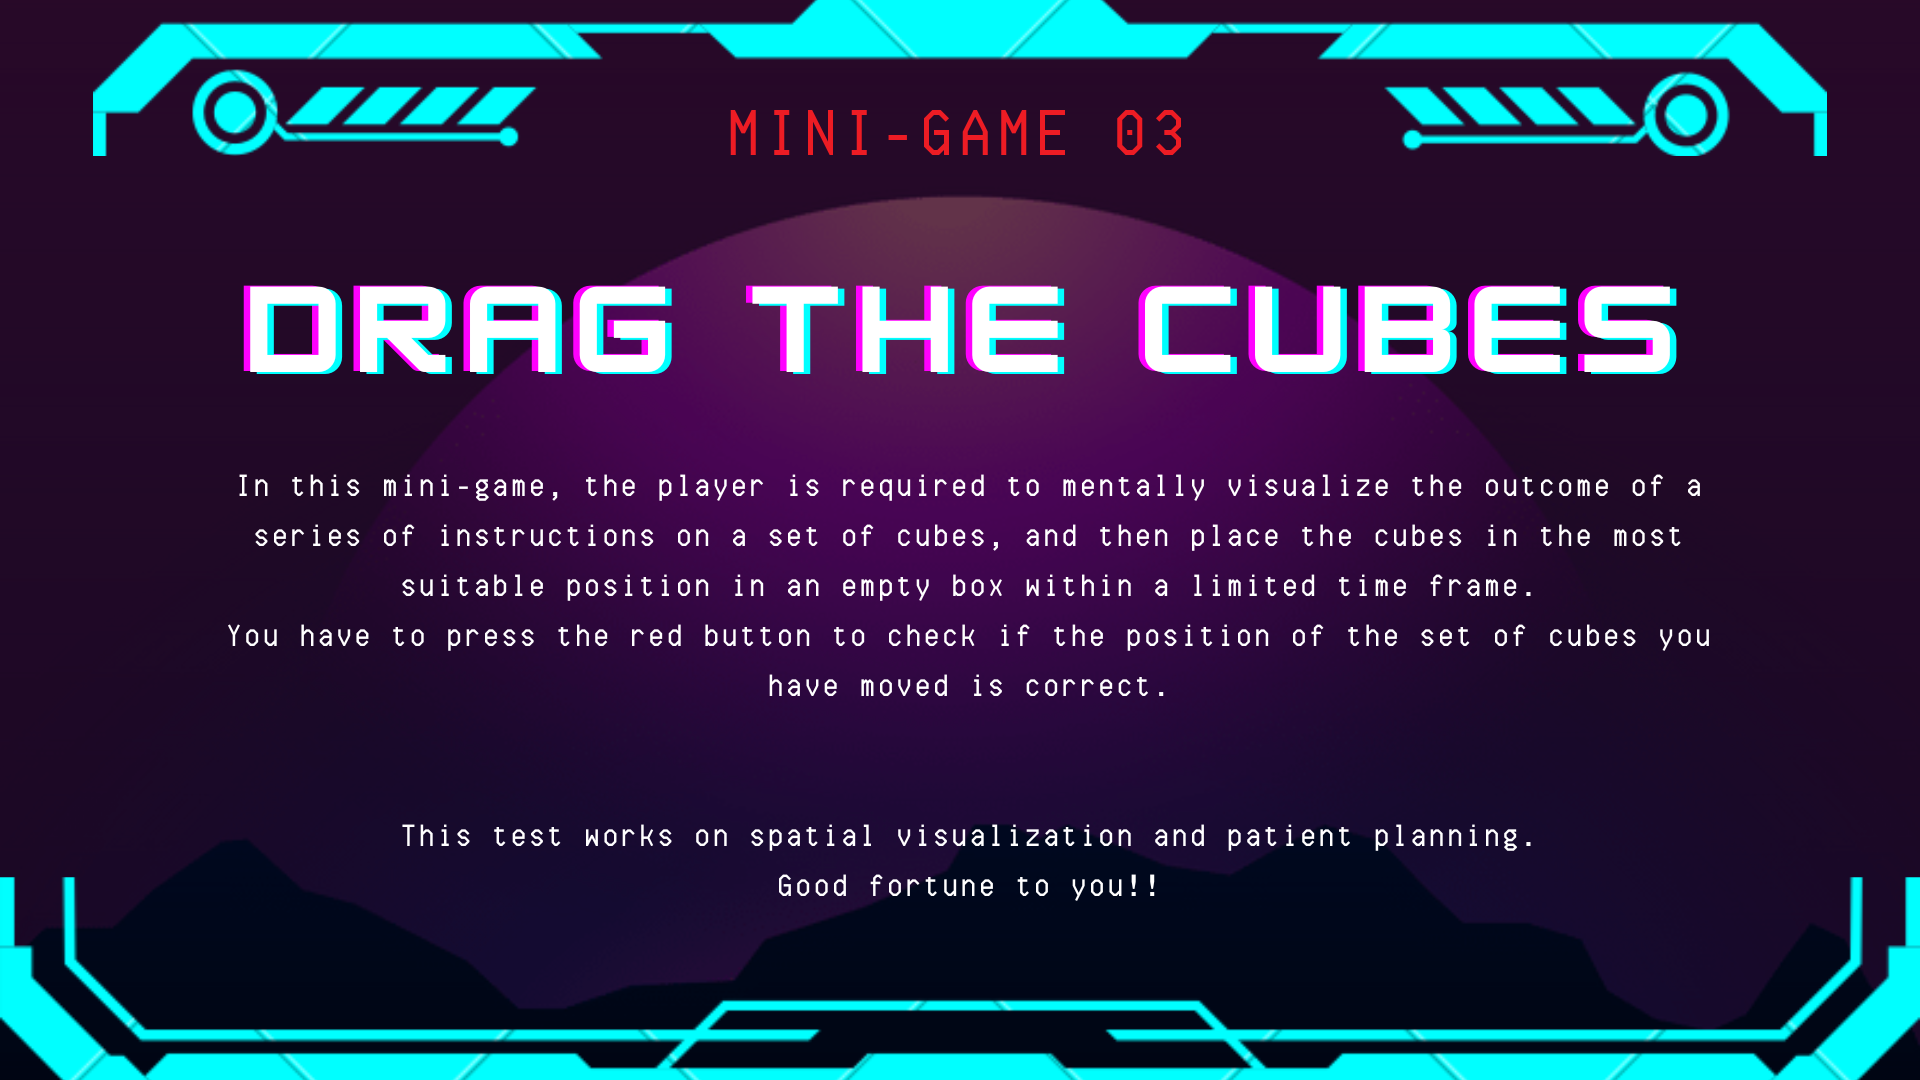 MINI-GAME 03
DRAG THE CUBES
In this mini-game, the player is required to mentally visualize the outcome of a
series of instructions on a set of cubes, and then place the cubes in the most
suitable position in an empty box within a limited time frame.
You have to press the red button to check if the position of the set of cubes you
have moved is correct.
This test works on spatial visualization and patient planning.
Good fortune to you!!